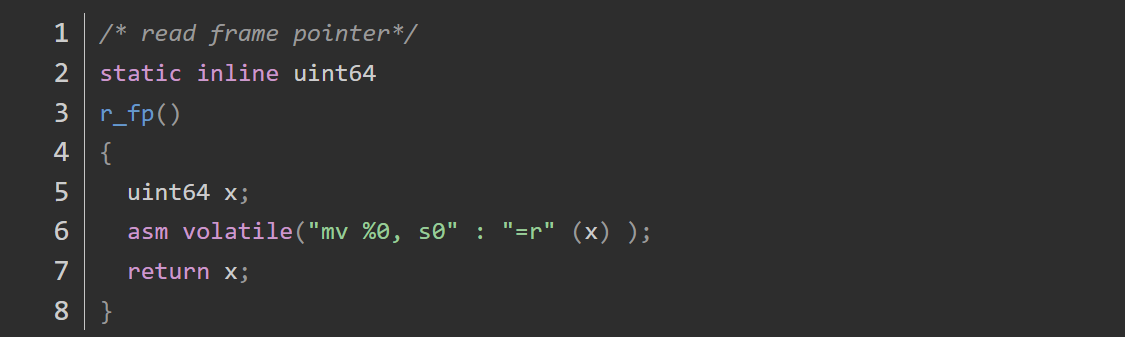 1 /* read frame pointer*/
2 static inline uint64
3 r_fp()
4 {
5   uint64 x;
6   asm volatile("mv %0, s0" : "=r" (x) );
7   return x;
8 }